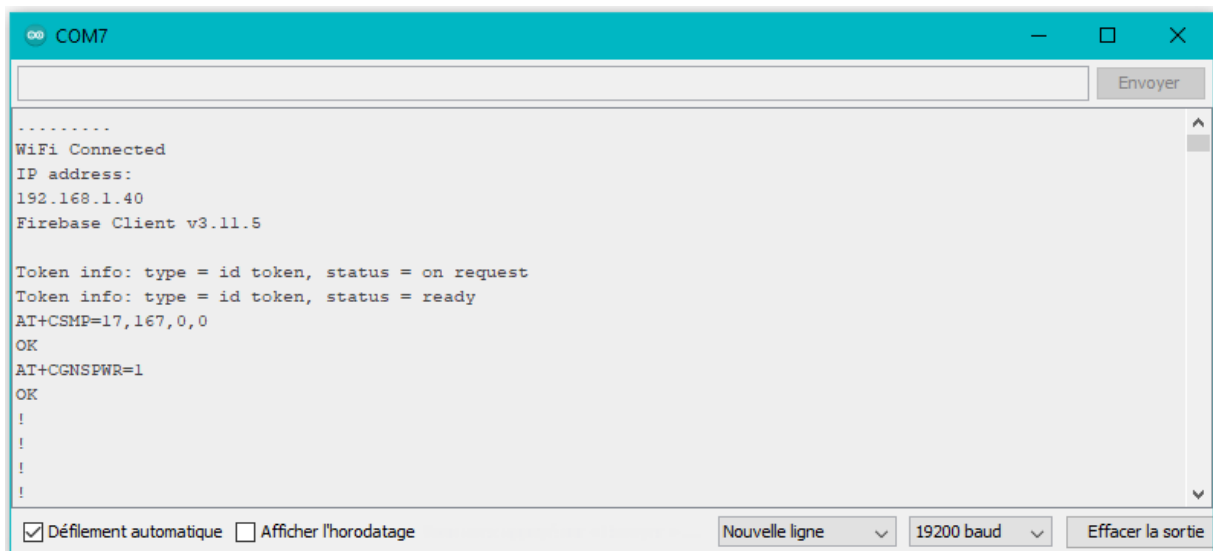 COM7
Envoyer
.........
WiFi Connected
IP address:
192.168.1.40
Firebase Client v3.11.5
Token info: type = id token, status = on request
Token info: type = id token, status = ready
AT+CSMP=17,167,0,0
OK
AT+CGNSPWR=1
OK
!
!
!
!
Défilement automatique Afficher l'horodatage Nouvelle ligne 19200 baud Effacer la sortie